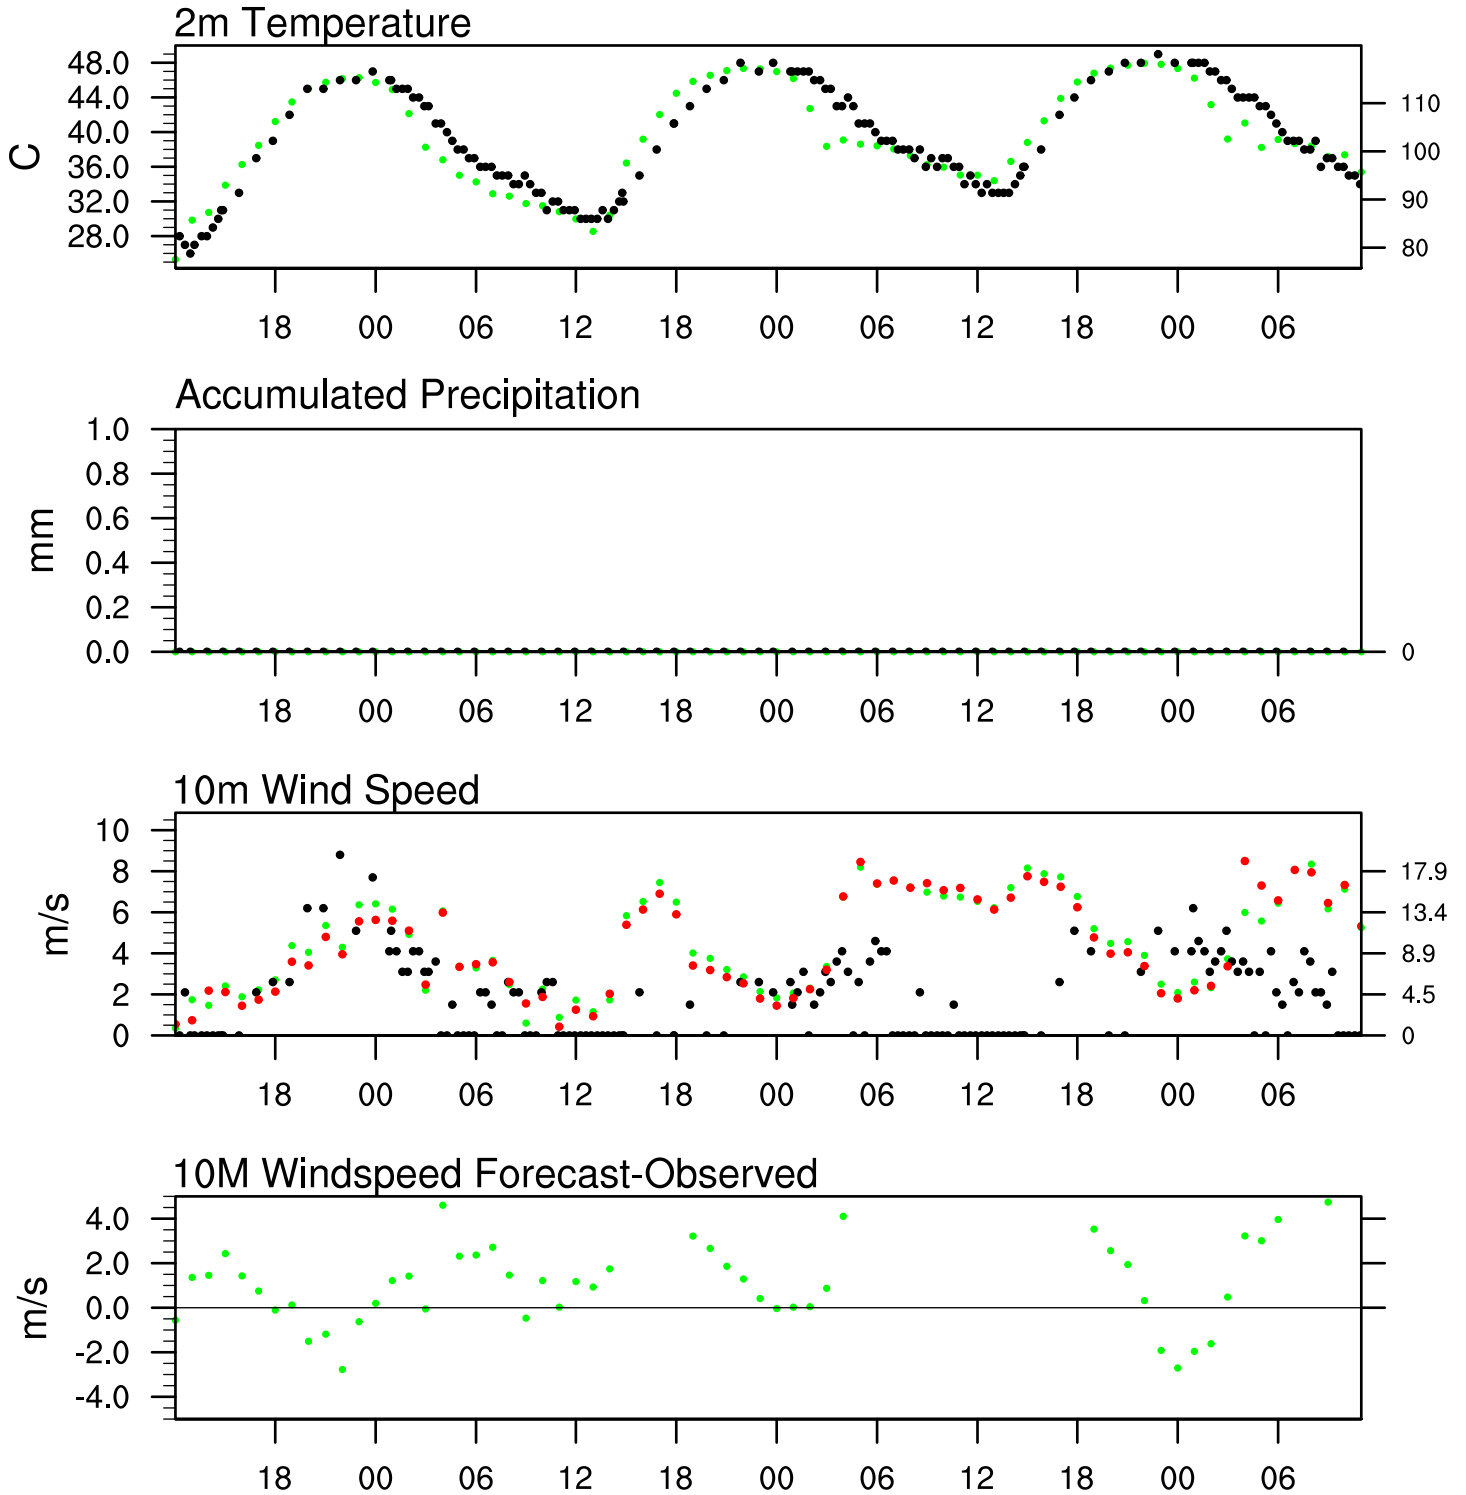 2m Temperature
48.0
44.0
40.0
36.0
32.0
28.0
C
110
100
90
80
18 00 06 12 18 00 06 12 18 00 06
Accumulated Precipitation
1.0
0.8
0.6
0.4
0.2
0.0
mm
0
18 00 06 12 18 00 06 12 18 00 06
10m Wind Speed
10
8
6
4
2
0
m/s
17.9
13.4
8.9
4.5
0
18 00 06 12 18 00 06 12 18 00 06
10M Windspeed Forecast-Observed
4.0
2.0
0.0
-2.0
-4.0
m/s
18 00 06 12 18 00 06 12 18 00 06